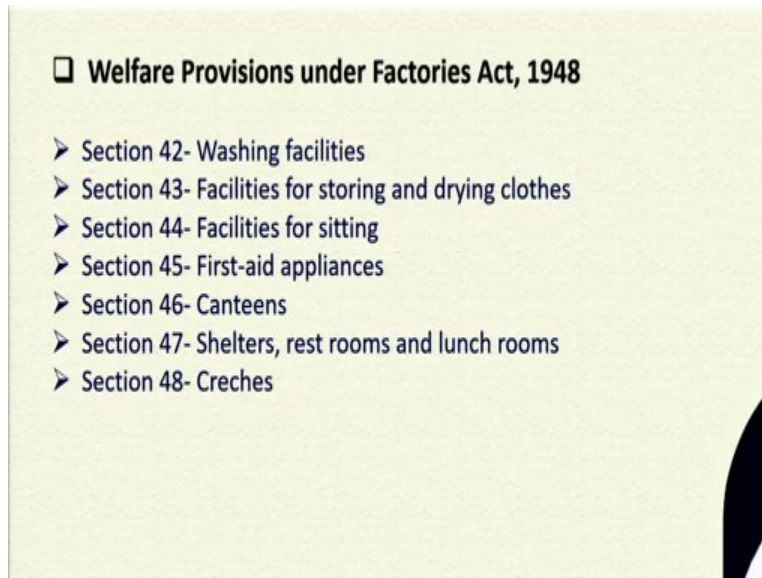 Welfare Provisions under Factories Act, 1948
Section 42- Washing facilities
Section 43- Facilities for storing and drying clothes
Section 44- Facilities for sitting
Section 45- First-aid appliances
Section 46- Canteens
Section 47- Shelters, rest rooms and lunch rooms
Section 48- Creches